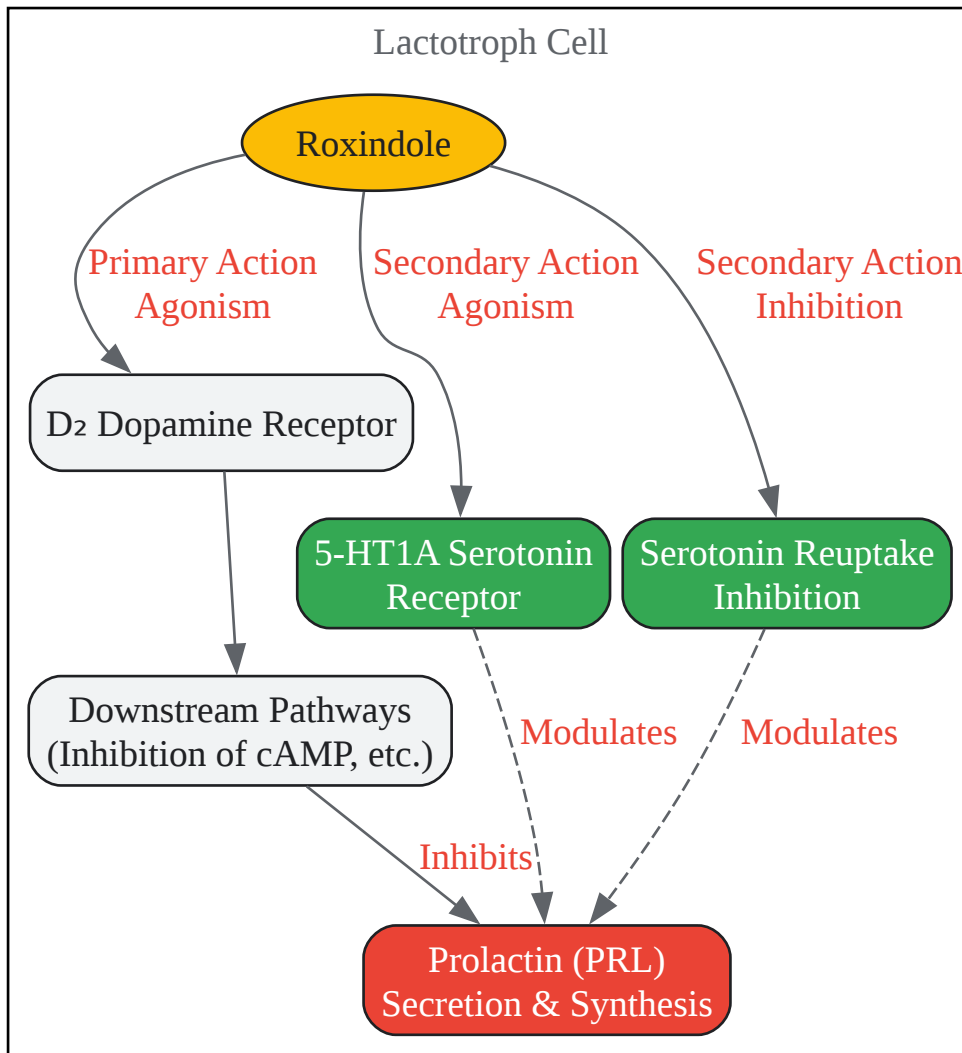 Lactotroph Cell
Roxindole
Primary Action
Agonism
Secondary Action
Agonism
Secondary Action
Inhibition
D₂ Dopamine Receptor
5-HT1A Serotonin
Receptor
Serotonin Reuptake
Inhibition
Downstream Pathways
(Inhibition of cAMP, etc.)
Modulates
Modulates
Inhibits
Prolactin (PRL)
Secretion & Synthesis